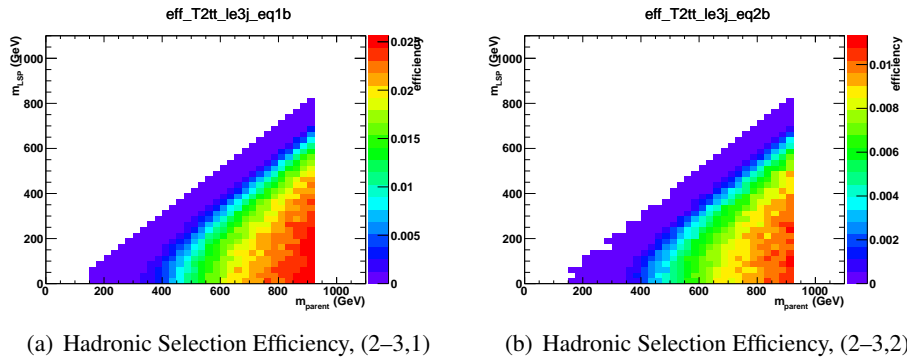 eff_T2tt_le3j_eq1b
m_LSP (GeV)
1000
800
600
400
200
0
0 200 400 600 800 1000
m_parent (GeV)
0.025
0.02
0.015
0.01
0.005
0
efficiency
(a) Hadronic Selection Efficiency, (2–3,1)
eff_T2tt_le3j_eq2b
m_LSP (GeV)
1000
800
600
400
200
0
0 200 400 600 800 1000
m_parent (GeV)
0.01
0.008
0.006
0.004
0.002
0
efficiency
(b) Hadronic Selection Efficiency, (2–3,2)